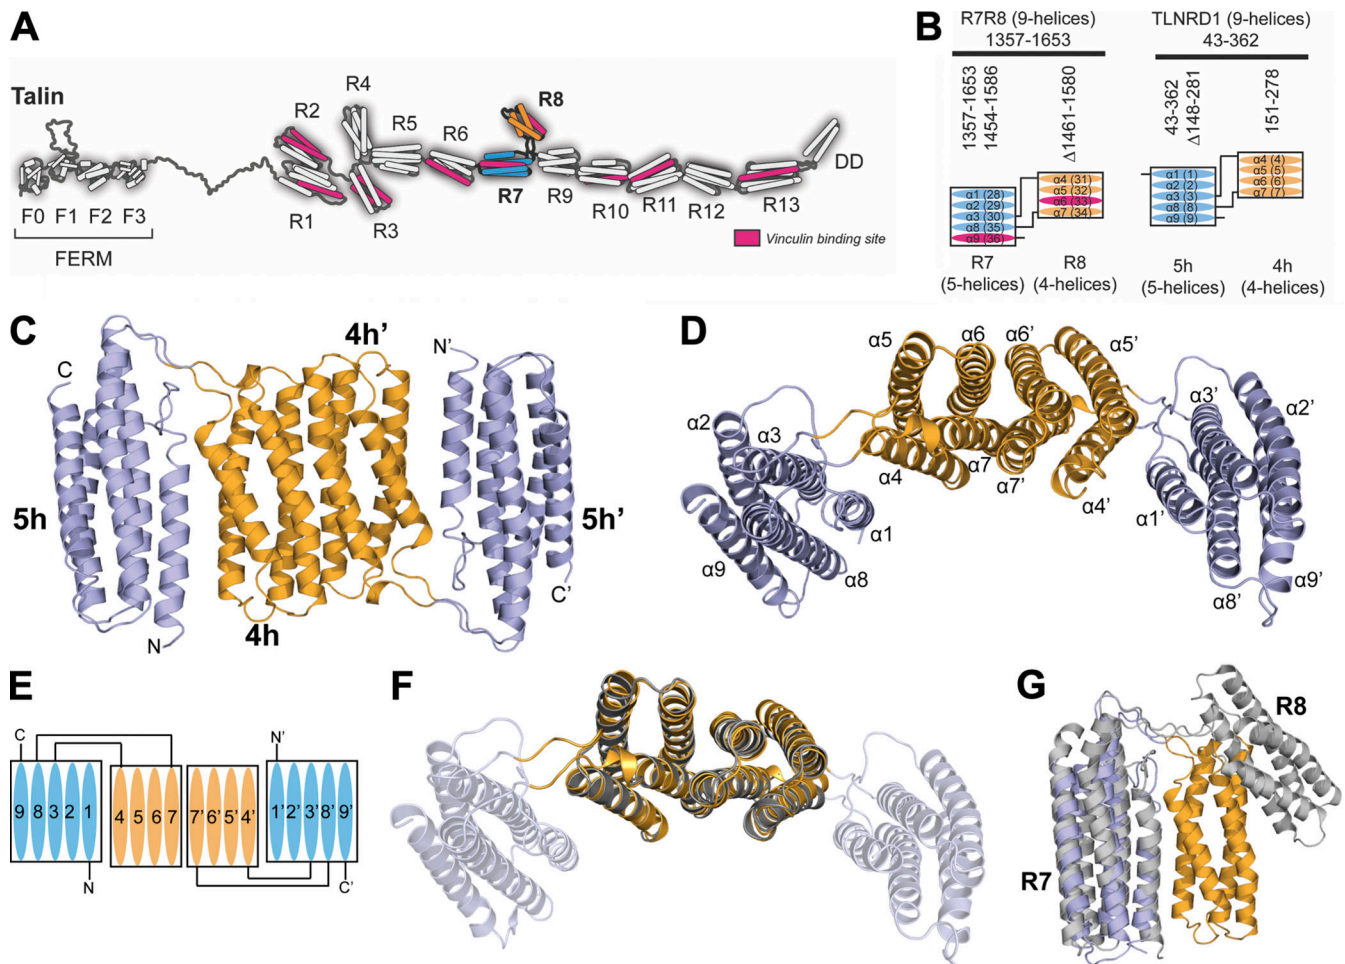 A
Talin
R2
R4
R5
R6
R8
R1
R3
R7
R9
R10
R11
R12
R13
DD
F0 F1 F2 F3
FERM
Vinculin binding site
B
R7R8 (9-helices)
1357-1653
TLNRD1 (9-helices)
43-362
1357-1653
1454-1586
Δ1461-1580
43-362
Δ148-281
151-278
α1 (28)
α2 (29)
α3 (30)
α8 (35)
α9 (36)
α4 (31)
α5 (32)
α6 (33)
α7 (34)
α1 (1)
α2 (2)
α3 (3)
α8 (8)
α9 (9)
α4 (4)
α5 (5)
α6 (6)
α7 (7)
R7
(5-helices)
R8
(4-helices)
5h
(5-helices)
4h
(4-helices)
C
4h'
N'
C
5h
5h'
C'
4h
N
D
α5
α6
α6'
α5'
α3'
α2'
α2
α3
α4
α7
α7'
α4'
α1'
α1
α9
α8
α8'
α9'
E
C
N'
9 8 3 2 1
4 5 6 7
7' 6' 5' 4'
1' 2' 3' 8' 9'
N
C'
F
G
R8
R7